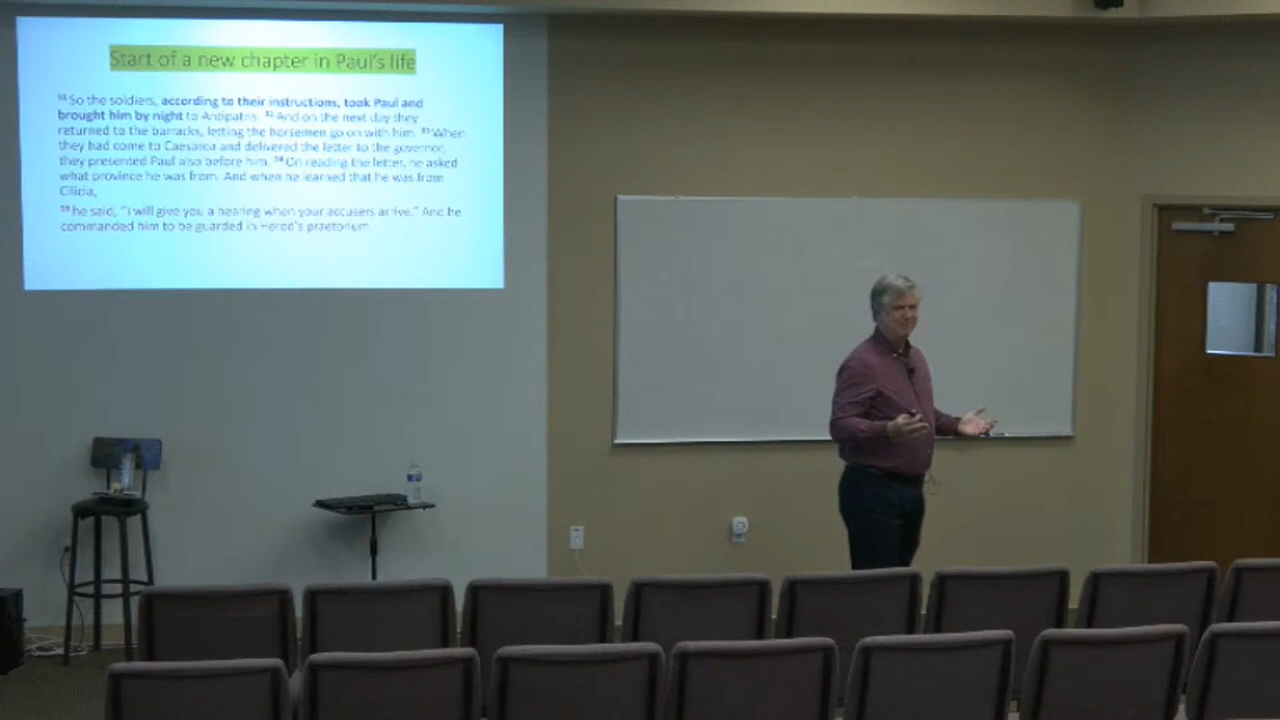 Start of a new chapter in Paul's life
³¹ So the soldiers, according to their instructions, took Paul and
brought him by night to Antipatris. ³² And on the next day they
returned to the barracks, letting the horsemen go on with him. ³³ When
they had come to Caesarea and delivered the letter to the governor,
they presented Paul also before him. ³⁴ On reading the letter, he asked
what province he was from. And when he learned that he was from
Cilicia,
³⁵ he said, “I will give you a hearing when your accusers arrive.” And he
commanded him to be guarded in Herod's praetorium.